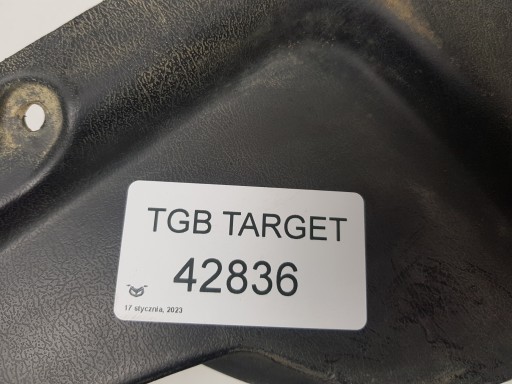 TGB TARGET
42836
17 stycznia, 2023